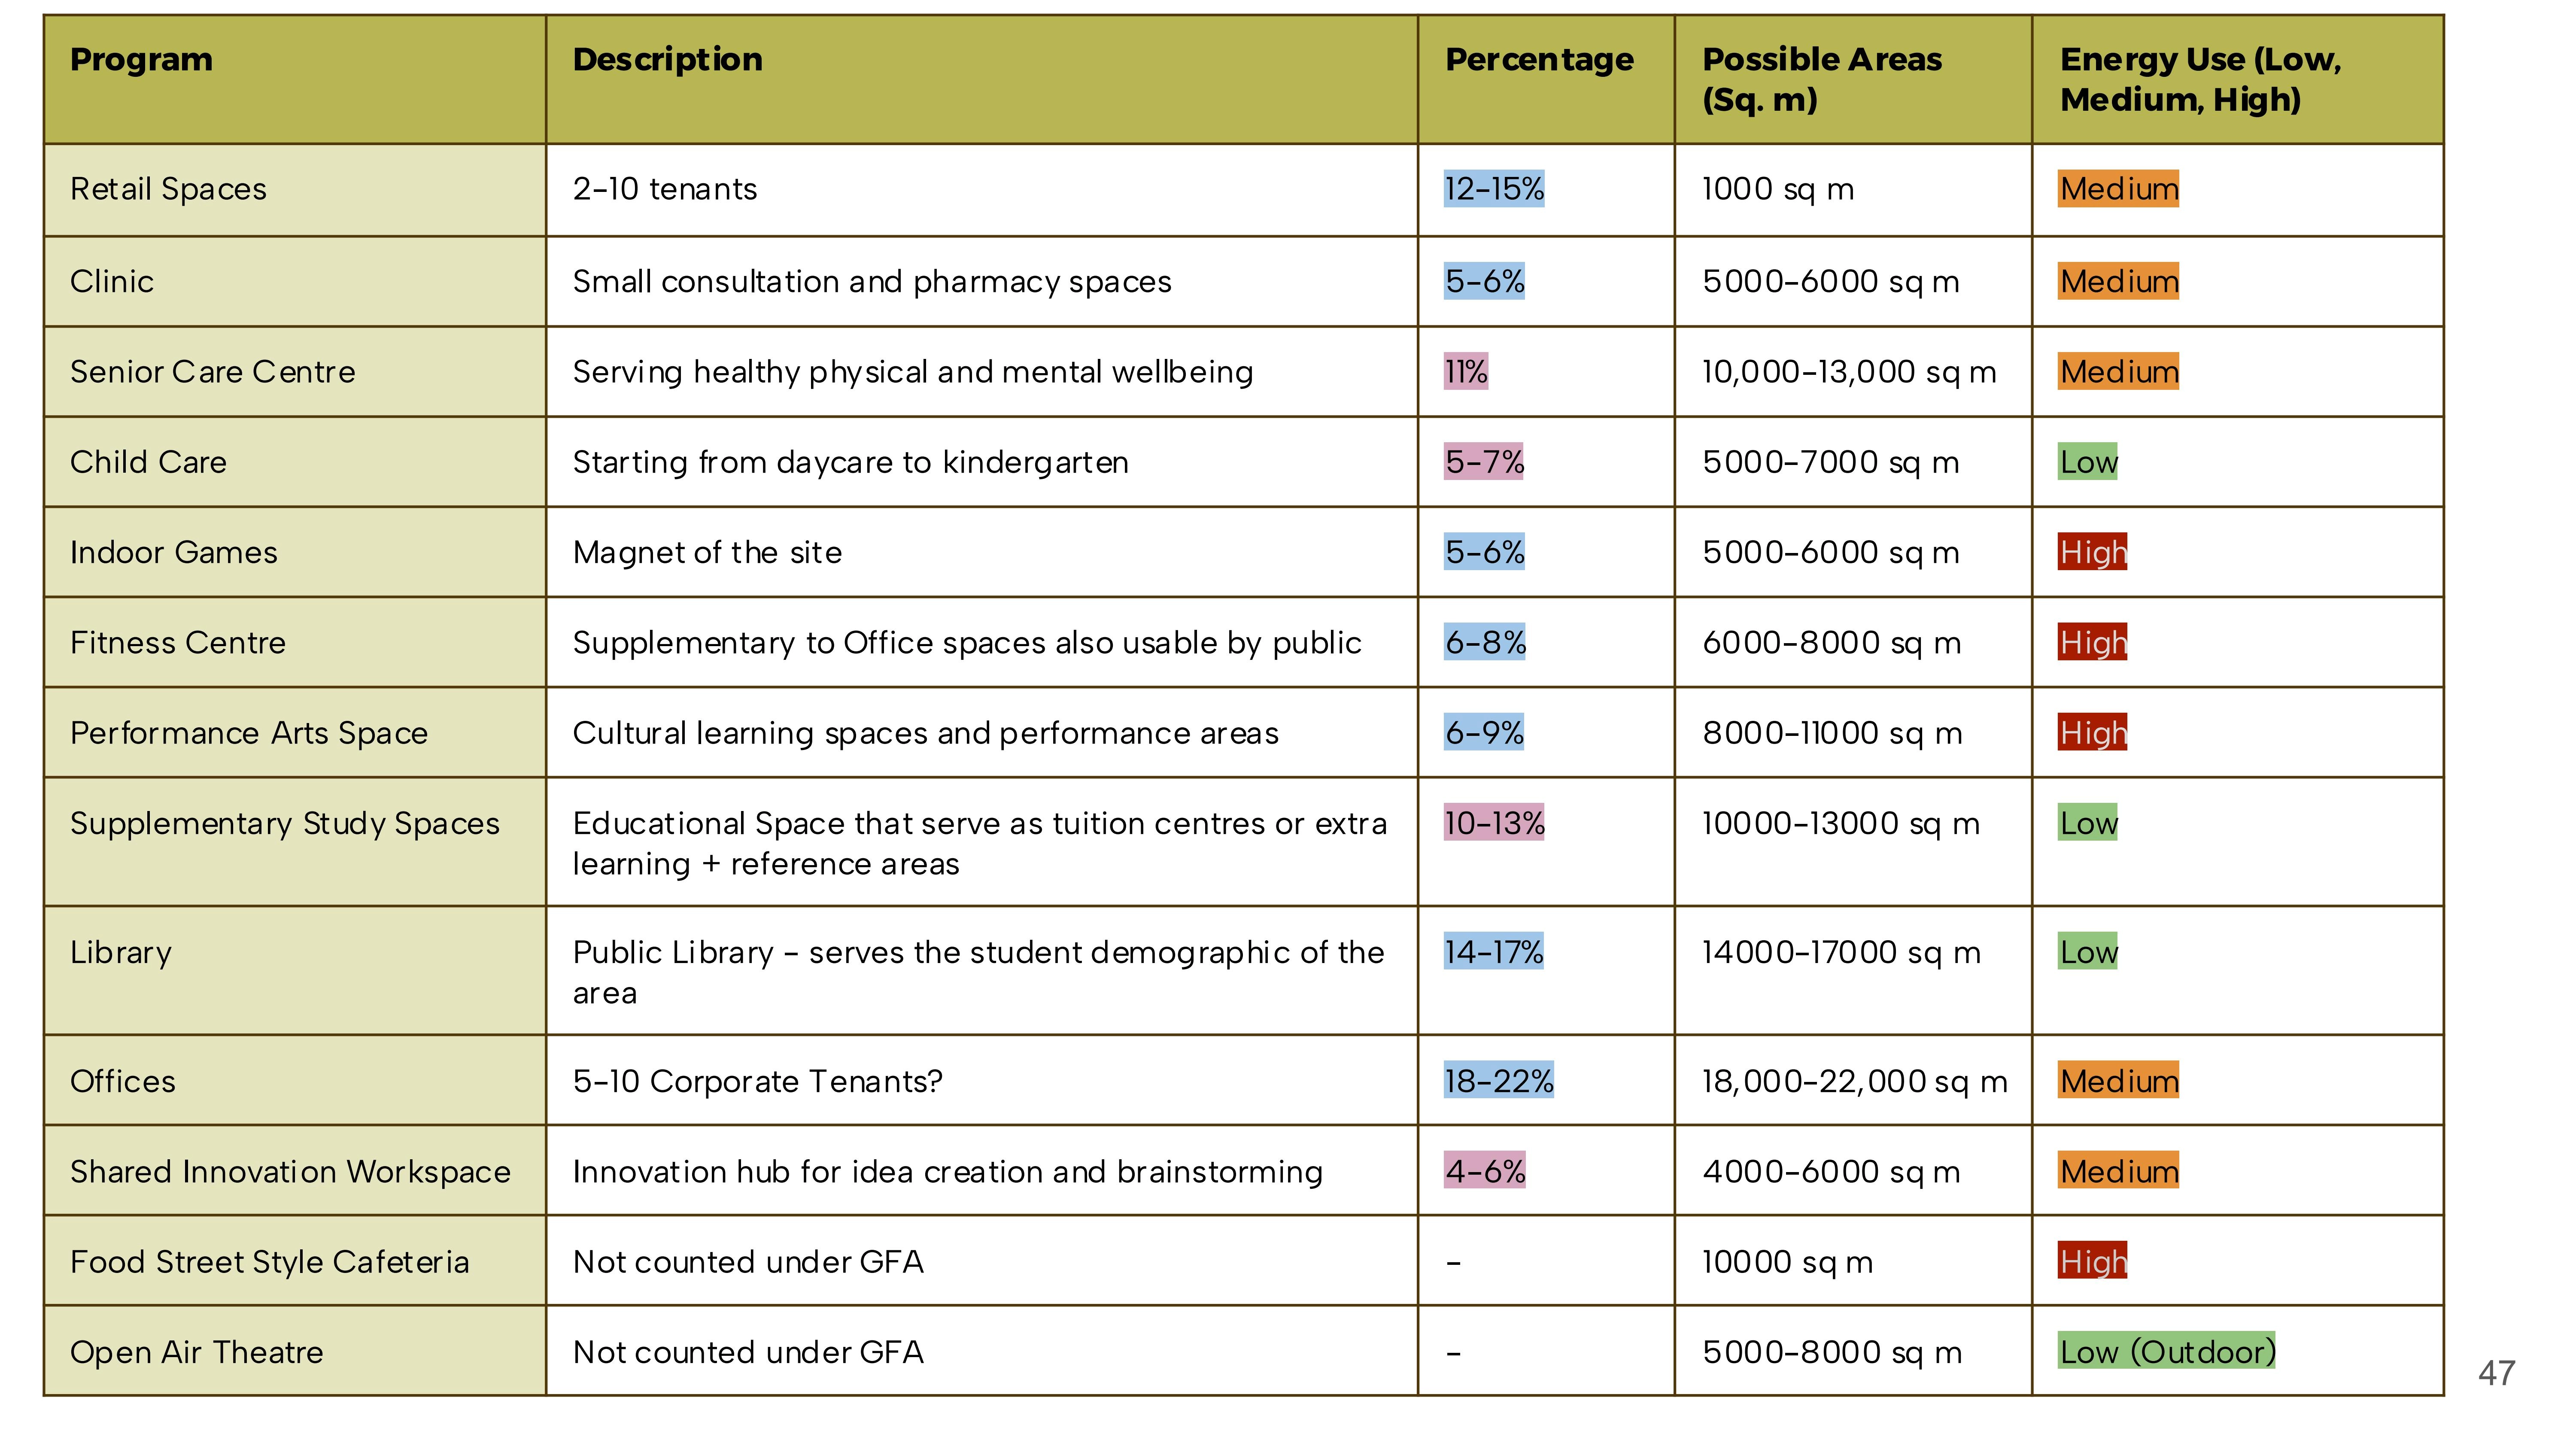 Program
Description
Percentage
Possible Areas
(Sq. m)
Energy Use (Low,
Medium, High)
Retail Spaces
2-10 tenants
12-15%
1000 sq m
Medium
Clinic
Small consultation and pharmacy spaces
5-6%
5000-6000 sq m
Medium
Senior Care Centre
Serving healthy physical and mental wellbeing
11%
10,000-13,000 sq m
Medium
Child Care
Starting from daycare to kindergarten
5-7%
5000-7000 sq m
Low
Indoor Games
Magnet of the site
5-6%
5000-6000 sq m
High
Fitness Centre
Supplementary to Office spaces also usable by public
6-8%
6000-8000 sq m
High
Performance Arts Space
Cultural learning spaces and performance areas
6-9%
8000-11000 sq m
High
Supplementary Study Spaces
Educational Space that serve as tuition centres or extra
learning + reference areas
10-13%
10000-13000 sq m
Low
Library
Public Library - serves the student demographic of the
area
14-17%
14000-17000 sq m
Low
Offices
5-10 Corporate Tenants?
18-22%
18,000-22,000 sq m
Medium
Shared Innovation Workspace
Innovation hub for idea creation and brainstorming
4-6%
4000-6000 sq m
Medium
Food Street Style Cafeteria
Not counted under GFA
-
10000 sq m
High
Open Air Theatre
Not counted under GFA
-
5000-8000 sq m
Low (Outdoor)
47